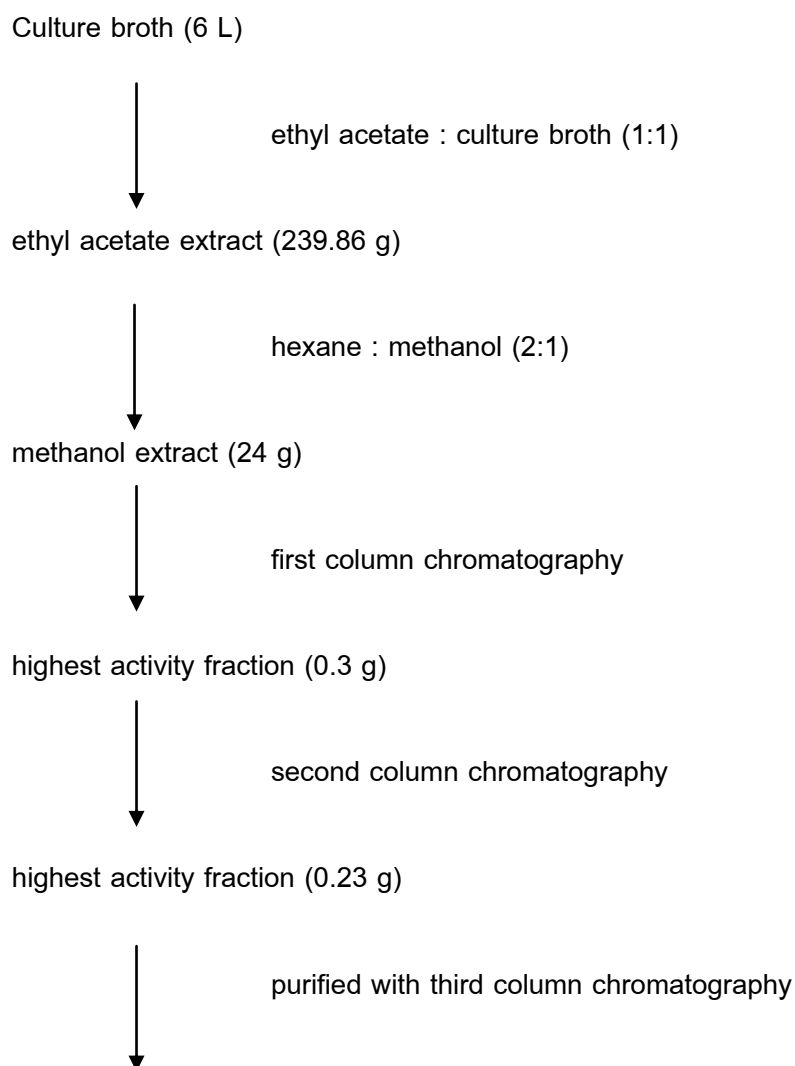 Culture broth (6 L)
ethyl acetate : culture broth (1:1)
ethyl acetate extract (239.86 g)
hexane : methanol (2:1)
methanol extract (24 g)
first column chromatography
highest activity fraction (0.3 g)
second column chromatography
highest activity fraction (0.23 g)
purified with third column chromatography